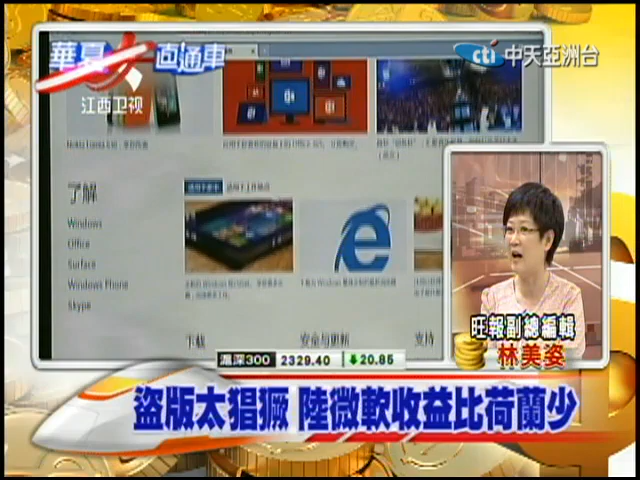 華夏直通車
cti 中天亞洲台
江西卫视
了解
Windows
Office
Surface
Windows Phone
Skype
下载
安全与更新
支持
旺報副總編輯
林美姿
滬深300 2329.40 ↓20.85
盜版太猖獗 陸微軟收益比荷蘭少